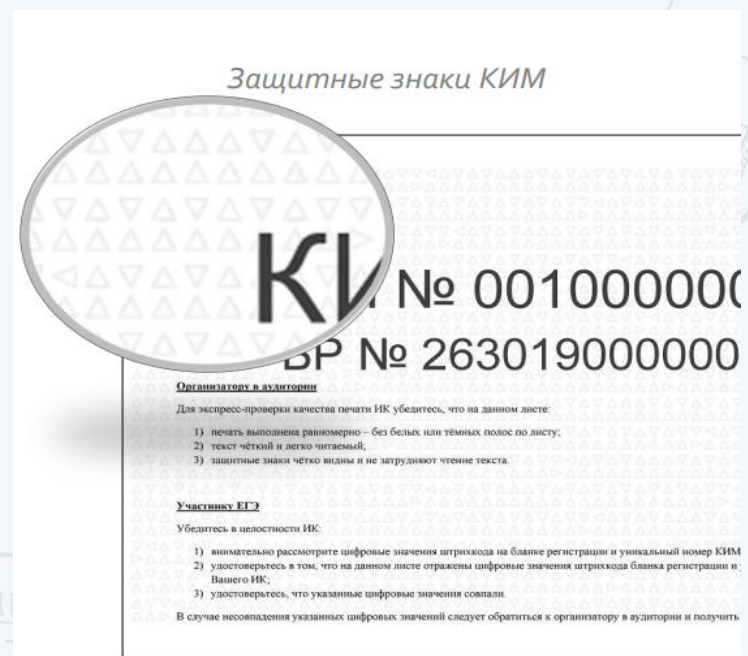 Защитные знаки КИМ
КИ № 00100000
БР № 263019000000
Организатору в аудитории
Для экспресс-проверки качества печати ИК убедитесь, что на данном листе:
1) печать выполнена равномерно – без белых или тёмных полос по листу;
2) текст чёткий и легко читаемый;
3) защитные знаки чётко видны и не затрудняют чтение текста.
Участнику ЕГЭ
Убедитесь в целостности ИК:
1) внимательно рассмотрите цифровые значения штрихкода на бланке регистрации и уникальный номер КИМ
2) удостоверьтесь в том, что на данном листе отражены цифровые значения штрихкода бланка регистрации и
Вашего ИК;
3) удостоверьтесь, что указанные цифровые значения совпали.
В случае несовпадения указанных цифровых значений следует обратиться к организатору в аудитории и получить